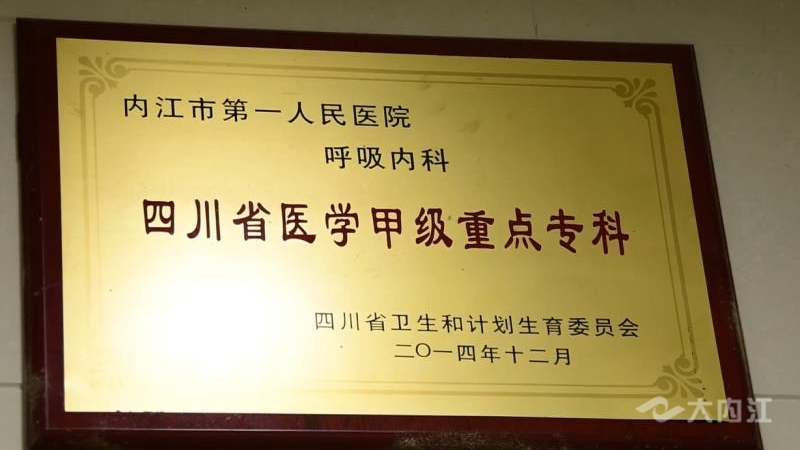 内江市第一人民医院
呼吸内科
四川省医学甲级重点专科
四川省卫生和计划生育委员会
二〇一四年十二月
大内江